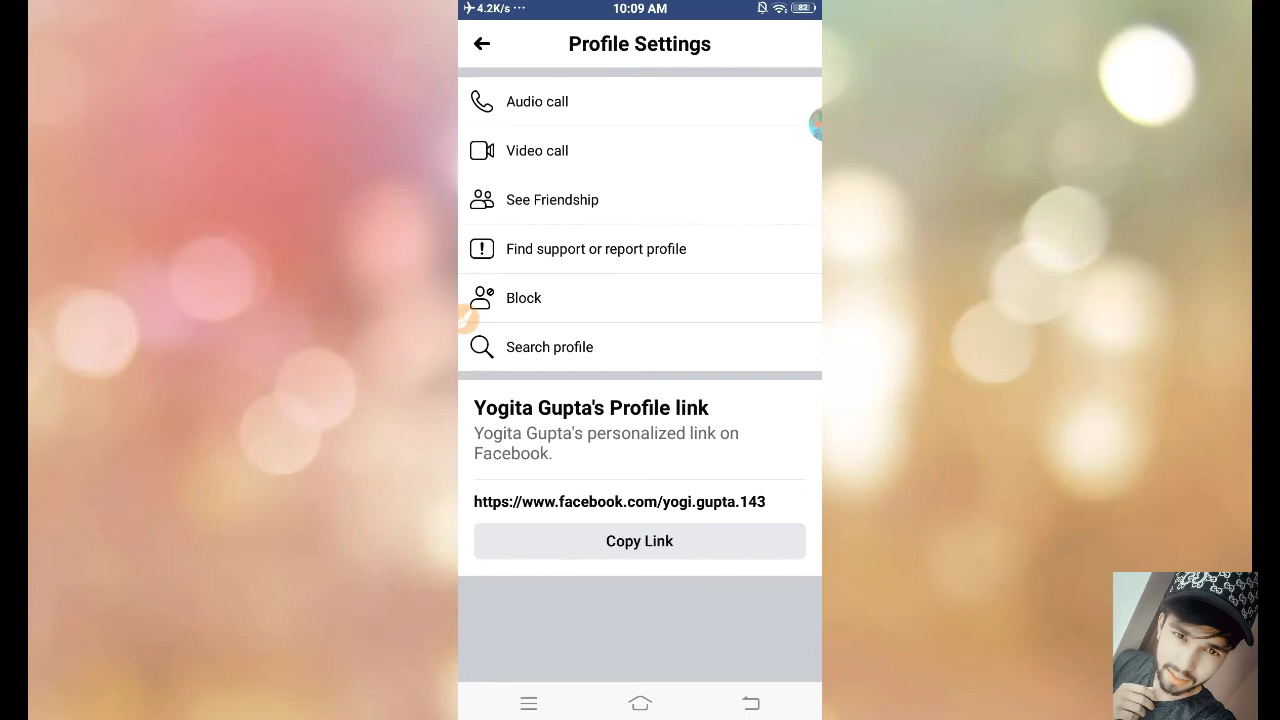 4.2K/s ··· 10:09 AM 82
Profile Settings
Audio call
Video call
See Friendship
Find support or report profile
Block
Search profile
Yogita Gupta's Profile link
Yogita Gupta's personalized link on
Facebook.
https://www.facebook.com/yogi.gupta.143
Copy Link